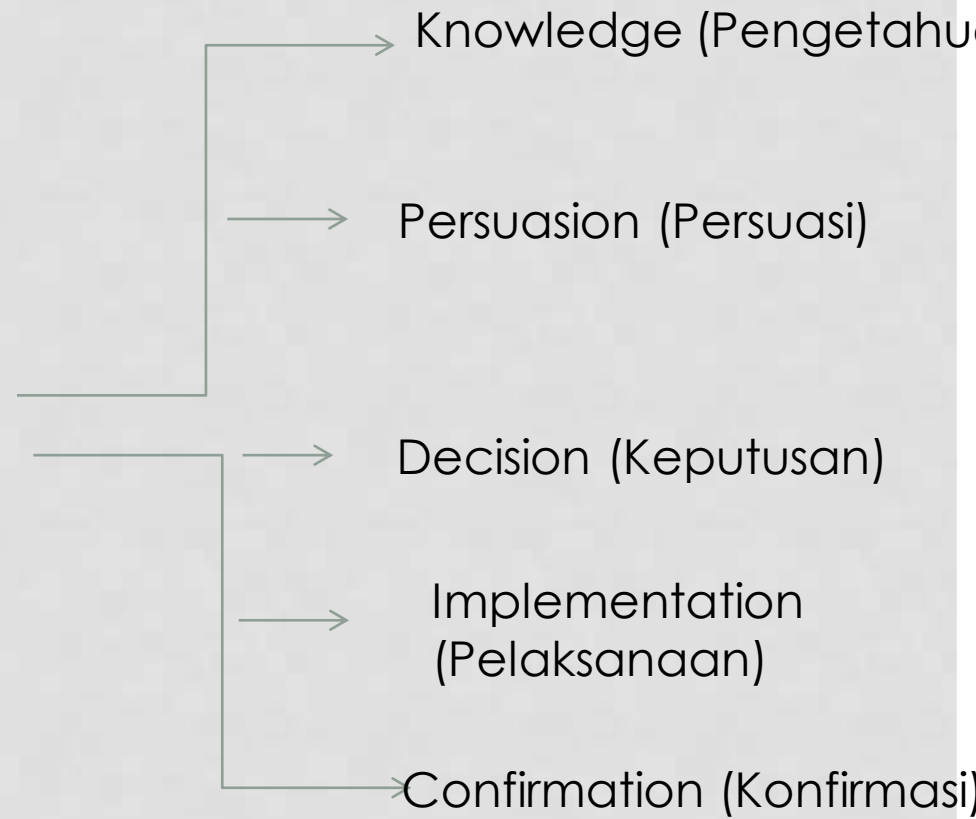 Knowledge (Pengetahua
Persuasion (Persuasi)
Decision (Keputusan)
Implementation
(Pelaksanaan)
Confirmation (Konfirmasi)